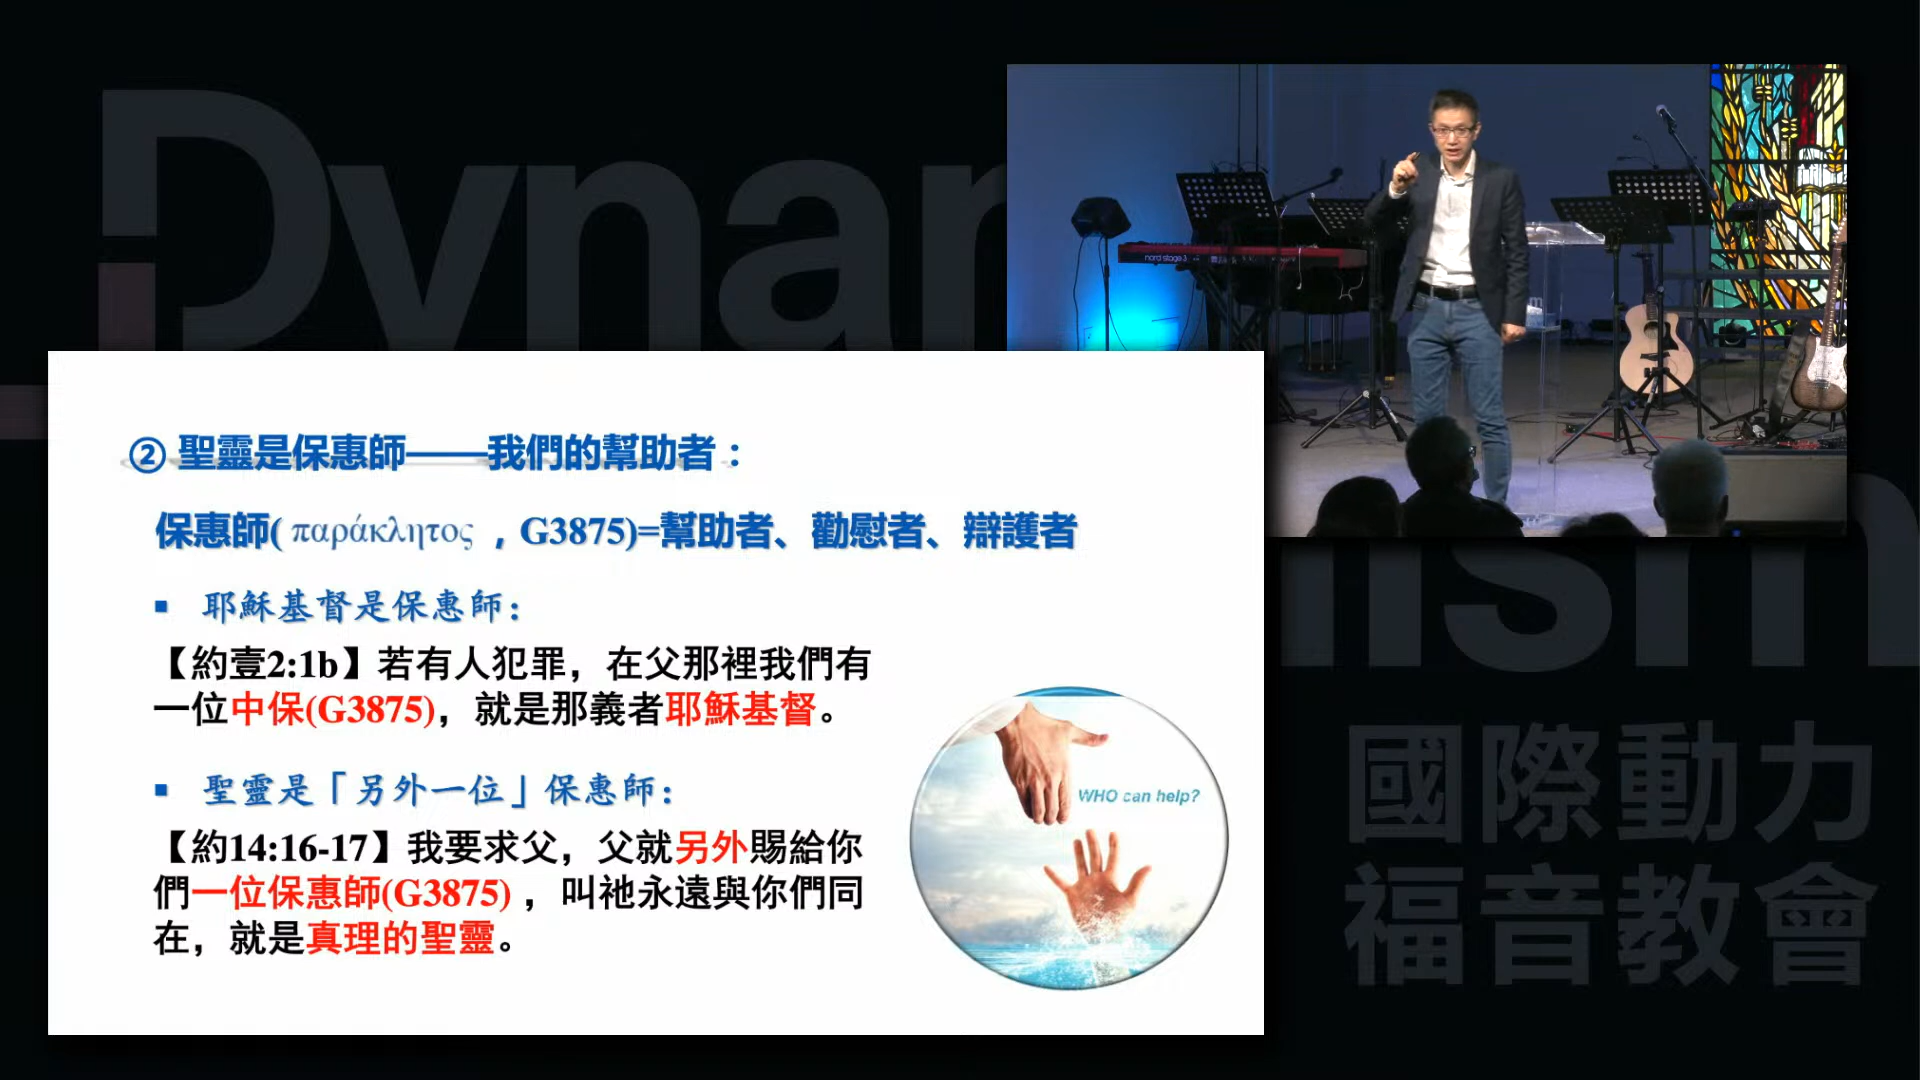 Dynam
ism
國際動力
福音教會
nord stage 3
② 聖靈是保惠師——我們的幫助者：
保惠師( παράκλητος ，G3875)=幫助者、勸慰者、辯護者
▪ 耶穌基督是保惠師：
【約壹2:1b】若有人犯罪，在父那裡我們有
一位中保(G3875)，就是那義者耶穌基督。
▪ 聖靈是「另外一位」保惠師：
【約14:16-17】我要求父，父就另外賜給你
們一位保惠師(G3875) ，叫祂永遠與你們同
在，就是真理的聖靈。
WHO can help?